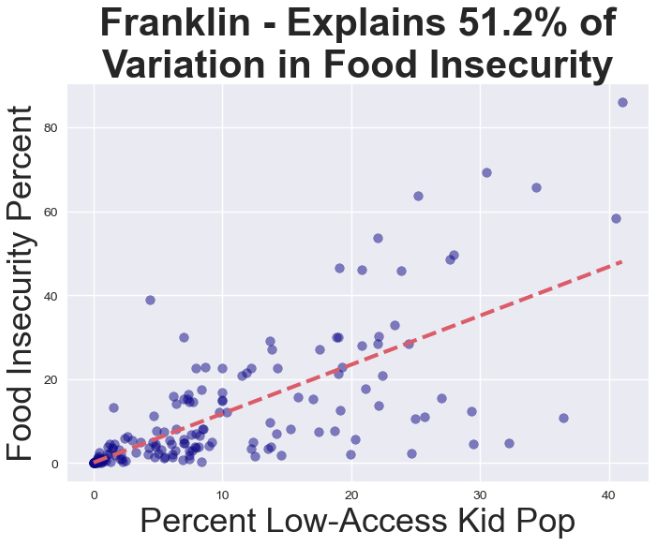 Franklin - Explains 51.2% of
Variation in Food Insecurity
Food Insecurity Percent
80
60
40
20
0
0 10 20 30 40
Percent Low-Access Kid Pop